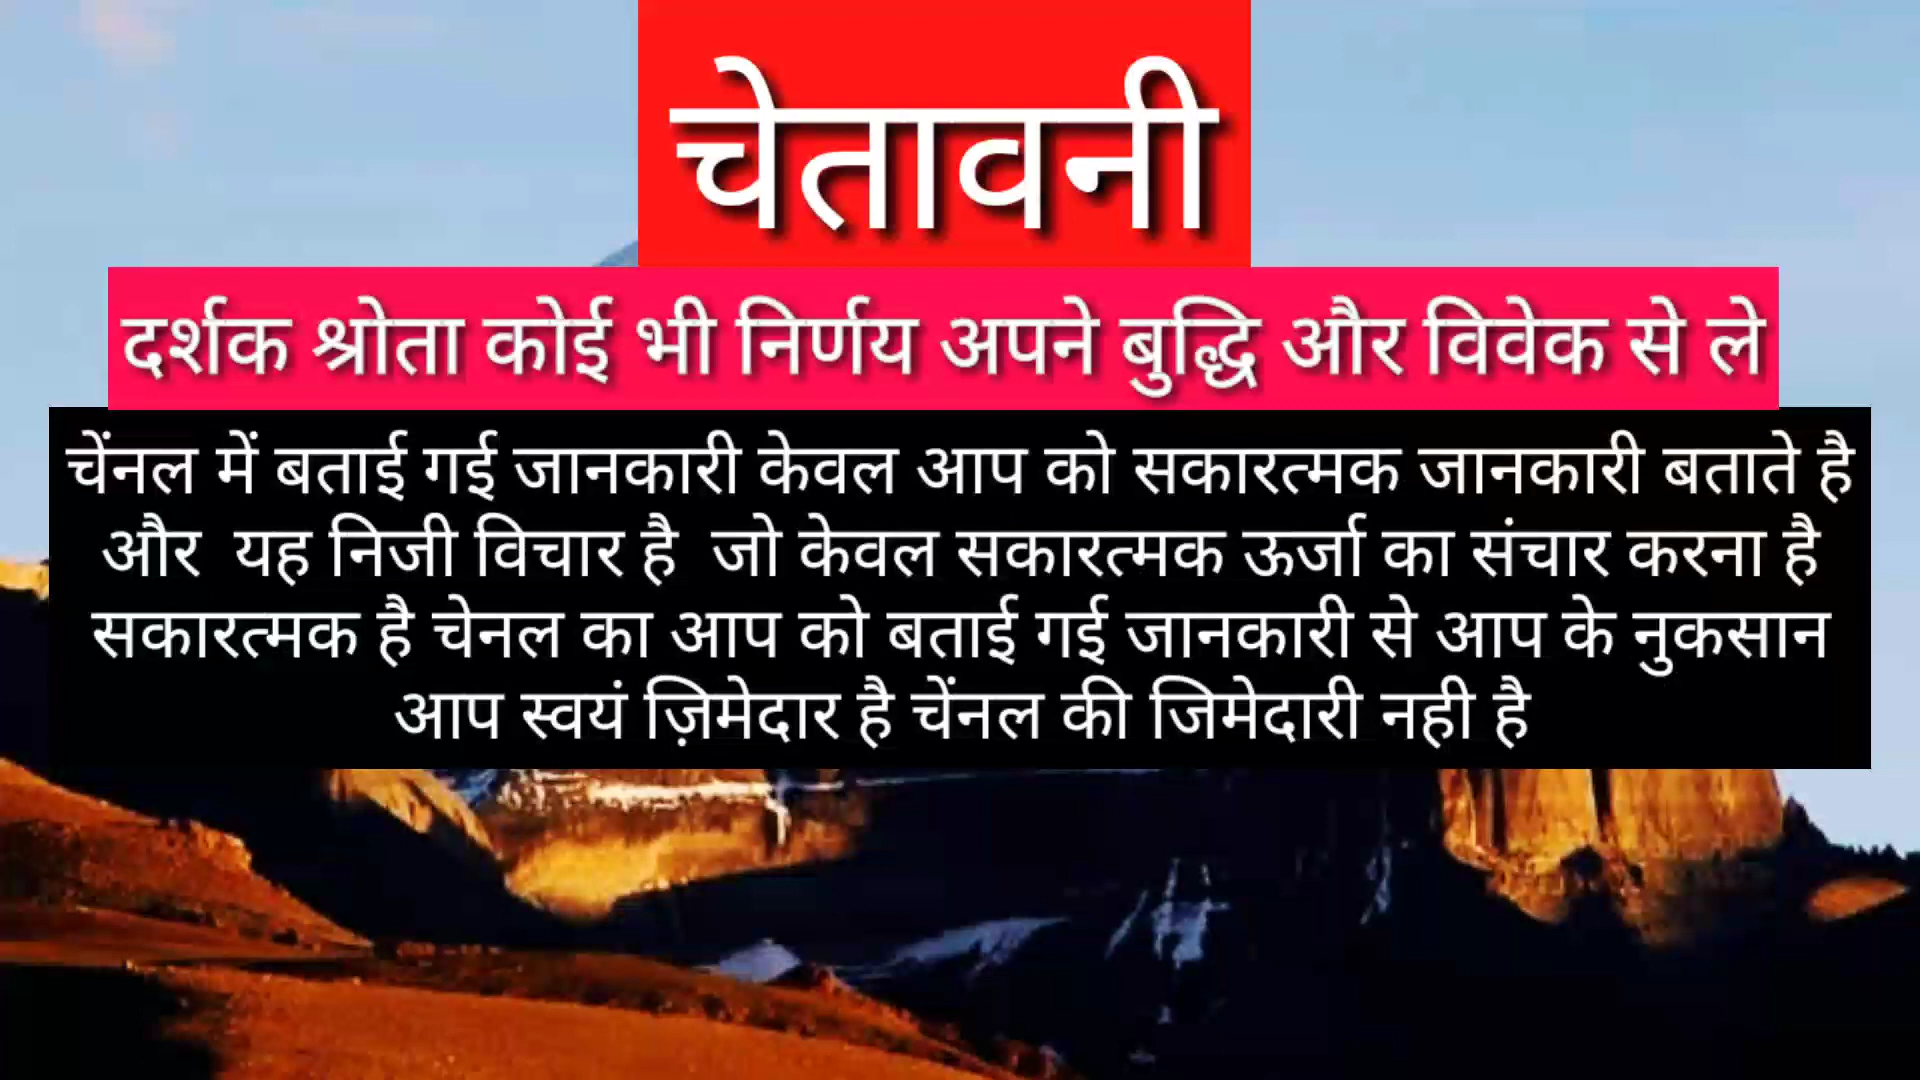 चेतावनी
दर्शक श्रोता कोई भी निर्णय अपने बुद्धि और विवेक से ले
चेंनल में बताई गई जानकारी केवल आप को सकारत्मक जानकारी बताते है
और यह निजी विचार है जो केवल सकारत्मक ऊर्जा का संचार करना है
सकारत्मक है चेनल का आप को बताई गई जानकारी से आप के नुकसान
आप स्वयं ज़िमेदार है चेंनल की जिमेदारी नही है